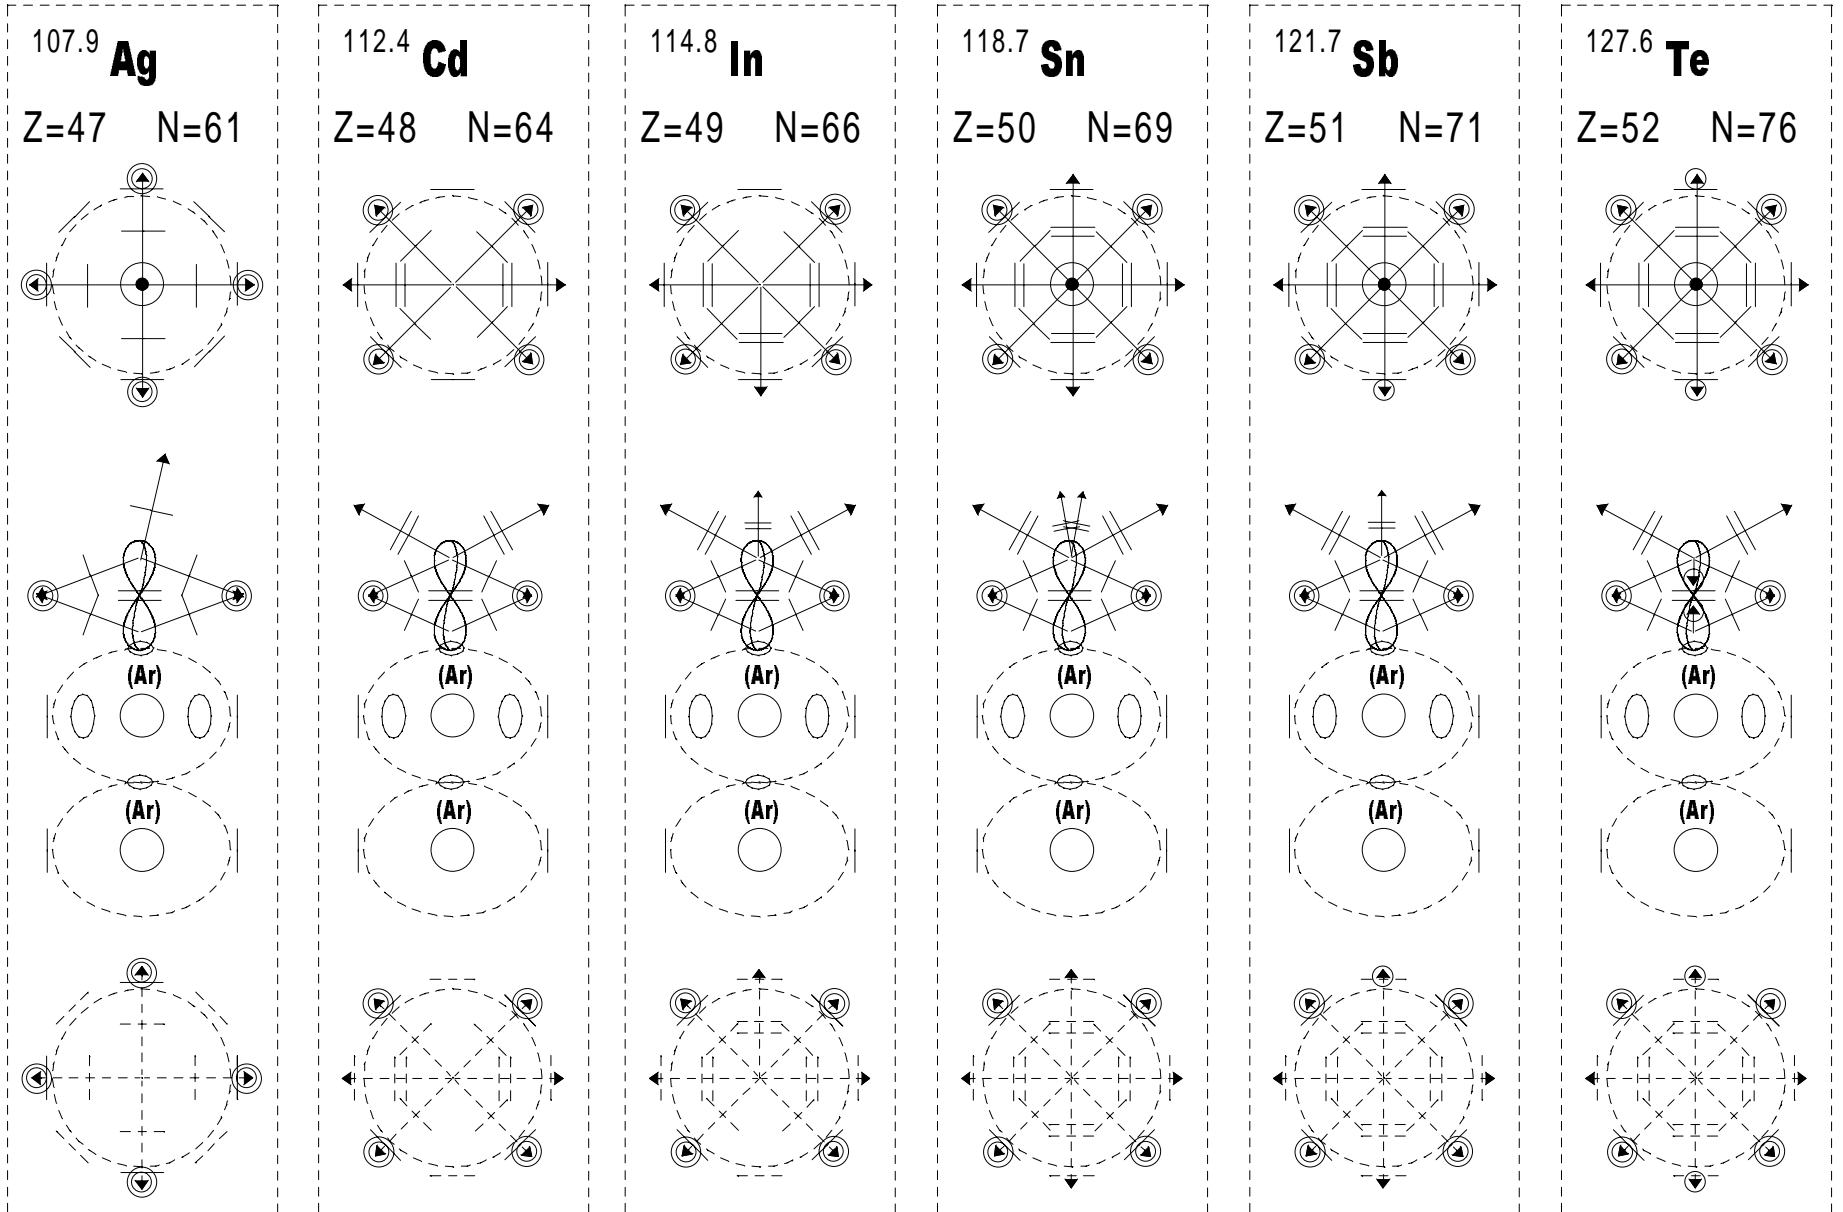 107.9 Ag
Z=47 N=61
(Ar)
(Ar)
112.4 Cd
Z=48 N=64
(Ar)
(Ar)
114.8 In
Z=49 N=66
(Ar)
(Ar)
118.7 Sn
Z=50 N=69
(Ar)
(Ar)
121.7 Sb
Z=51 N=71
(Ar)
(Ar)
127.6 Te
Z=52 N=76
(Ar)
(Ar)